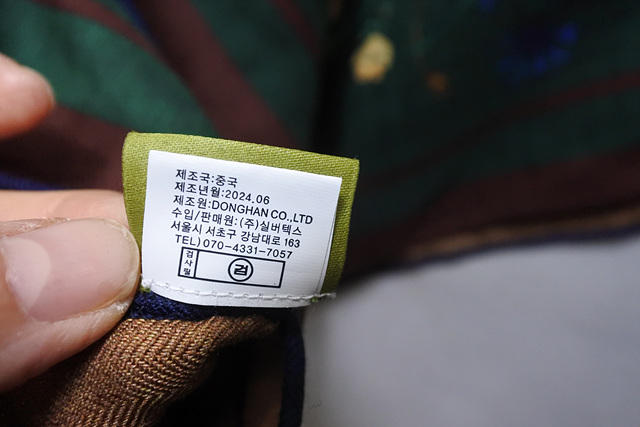 제조국:중국
제조년월:2024.06
제조원:DONGHAN CO.,LTD
수입/판매원:(주)실버텍스
서울시 서초구 강남대로 163
TEL) 070-4331-7057
검사필 검